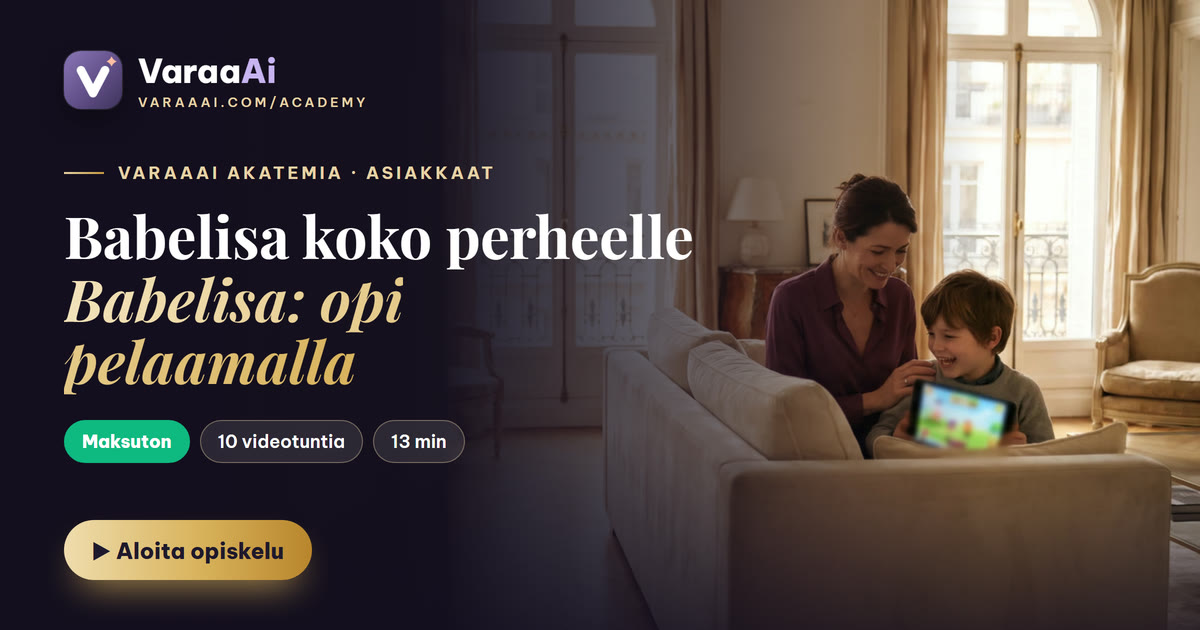 V
VaraaAi
VARAAAI.COM/ACADEMY
VARAAAI AKATEMIA · ASIAKKAAT
Babelisa koko perheelle
Babelisa: opi
pelaamalla
Maksuton
10 videotuntia
13 min
▶ Aloita opiskelu